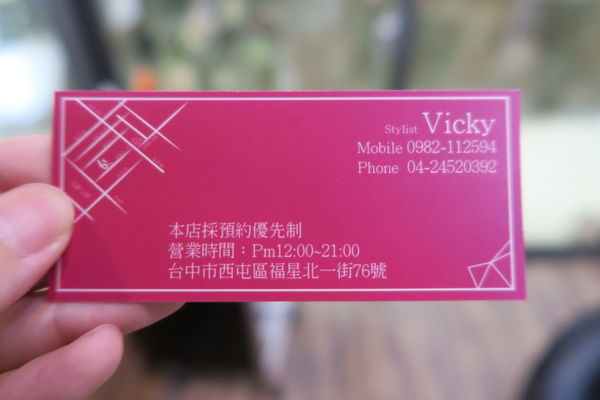 Stylist Vicky
Mobile 0982-112594
Phone 04-24520392
本店採預約優先制
營業時間：Pm12:00~21:00
台中市西屯區福星北一街76號